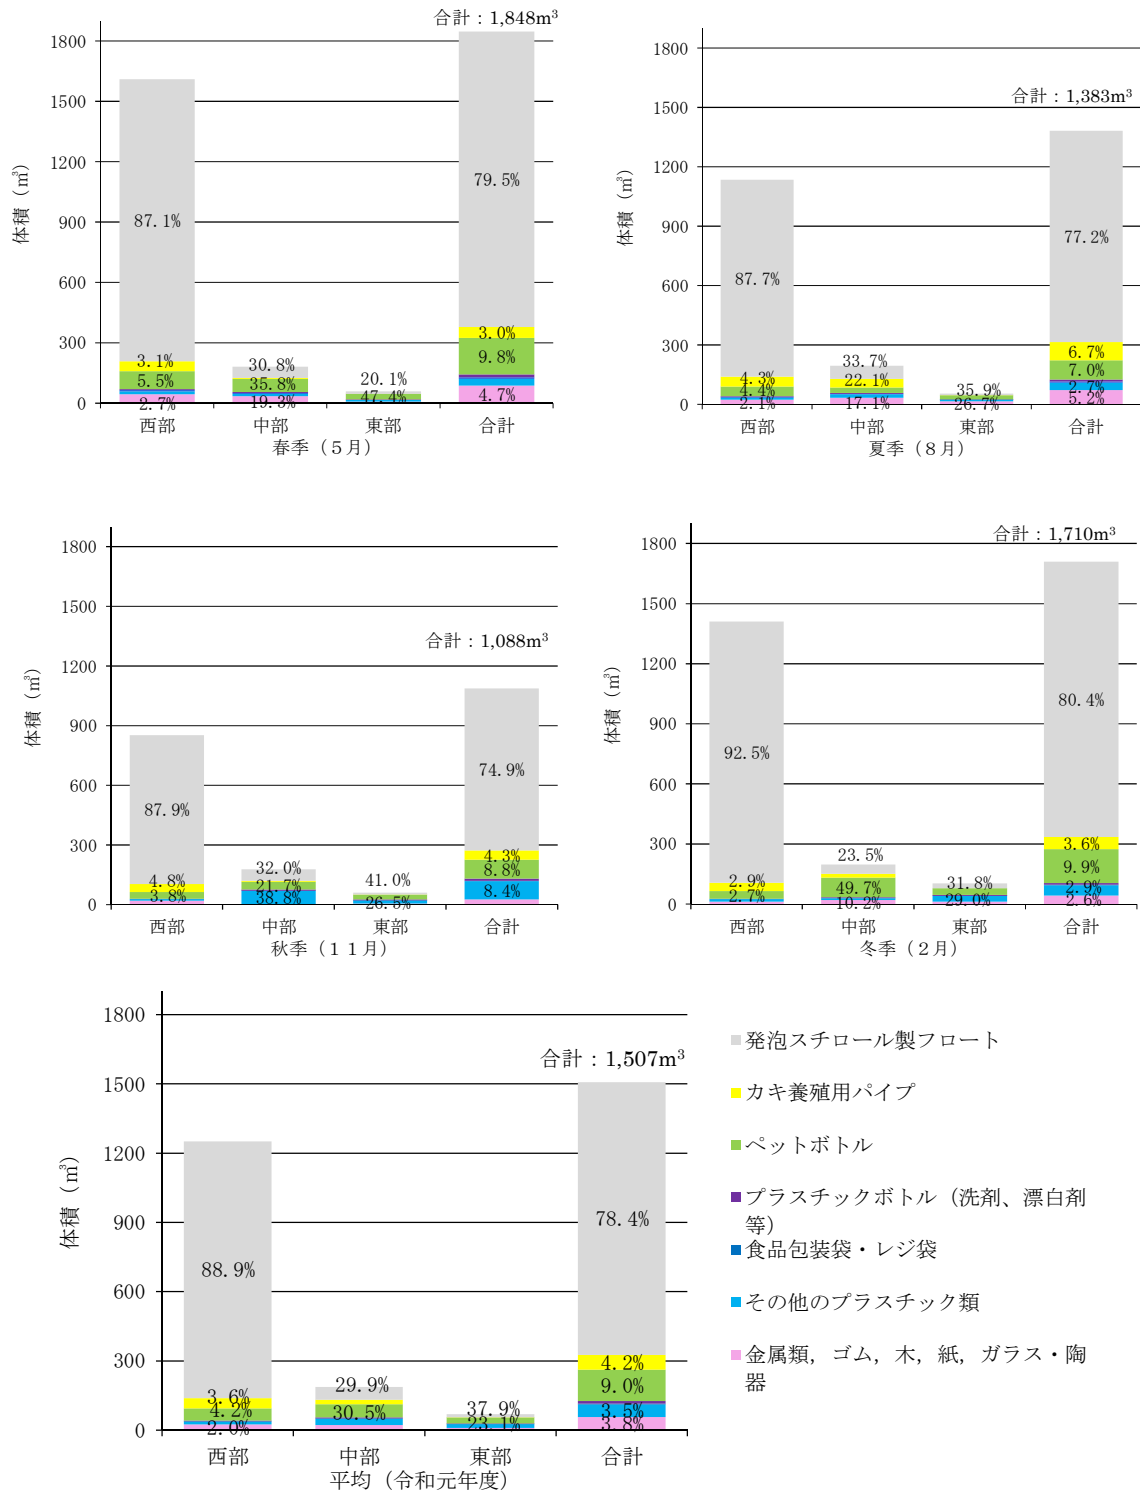 合計：1,848m³
1800
1500
1200
900
600
300
0
体積（㎥）
87.1%
3.1%
5.5%
2.7%
30.8%
35.8%
19.3%
20.1%
47.4%
79.5%
3.0%
9.8%
4.7%
西部
中部
東部
合計
春季（５月）
合計：1,383m³
1800
1500
1200
900
600
300
0
体積（㎥）
87.7%
4.3%
4.4%
2.1%
33.7%
22.1%
17.1%
35.9%
26.7%
77.2%
6.7%
7.0%
2.7%
5.2%
西部
中部
東部
合計
夏季（８月）
合計：1,088m³
1800
1500
1200
900
600
300
0
体積（㎥）
87.9%
4.8%
3.8%
32.0%
21.7%
38.8%
41.0%
26.5%
74.9%
4.3%
8.8%
8.4%
西部
中部
東部
合計
秋季（１１月）
合計：1,710m³
1800
1500
1200
900
600
300
0
体積（㎥）
92.5%
2.9%
2.7%
23.5%
49.7%
10.2%
31.8%
29.0%
80.4%
3.6%
9.9%
2.9%
2.6%
西部
中部
東部
合計
冬季（２月）
合計：1,507m³
1800
1500
1200
900
600
300
0
体積（㎥）
88.9%
3.6%
4.2%
2.0%
29.9%
30.5%
37.9%
23.1%
78.4%
4.2%
9.0%
3.5%
3.8%
西部
中部
東部
合計
平均（令和元年度）
発泡スチロール製フロート
カキ養殖用パイプ
ペットボトル
プラスチックボトル（洗剤、漂白剤
等）
食品包装袋・レジ袋
その他のプラスチック類
金属類，ゴム，木，紙，ガラス・陶
器